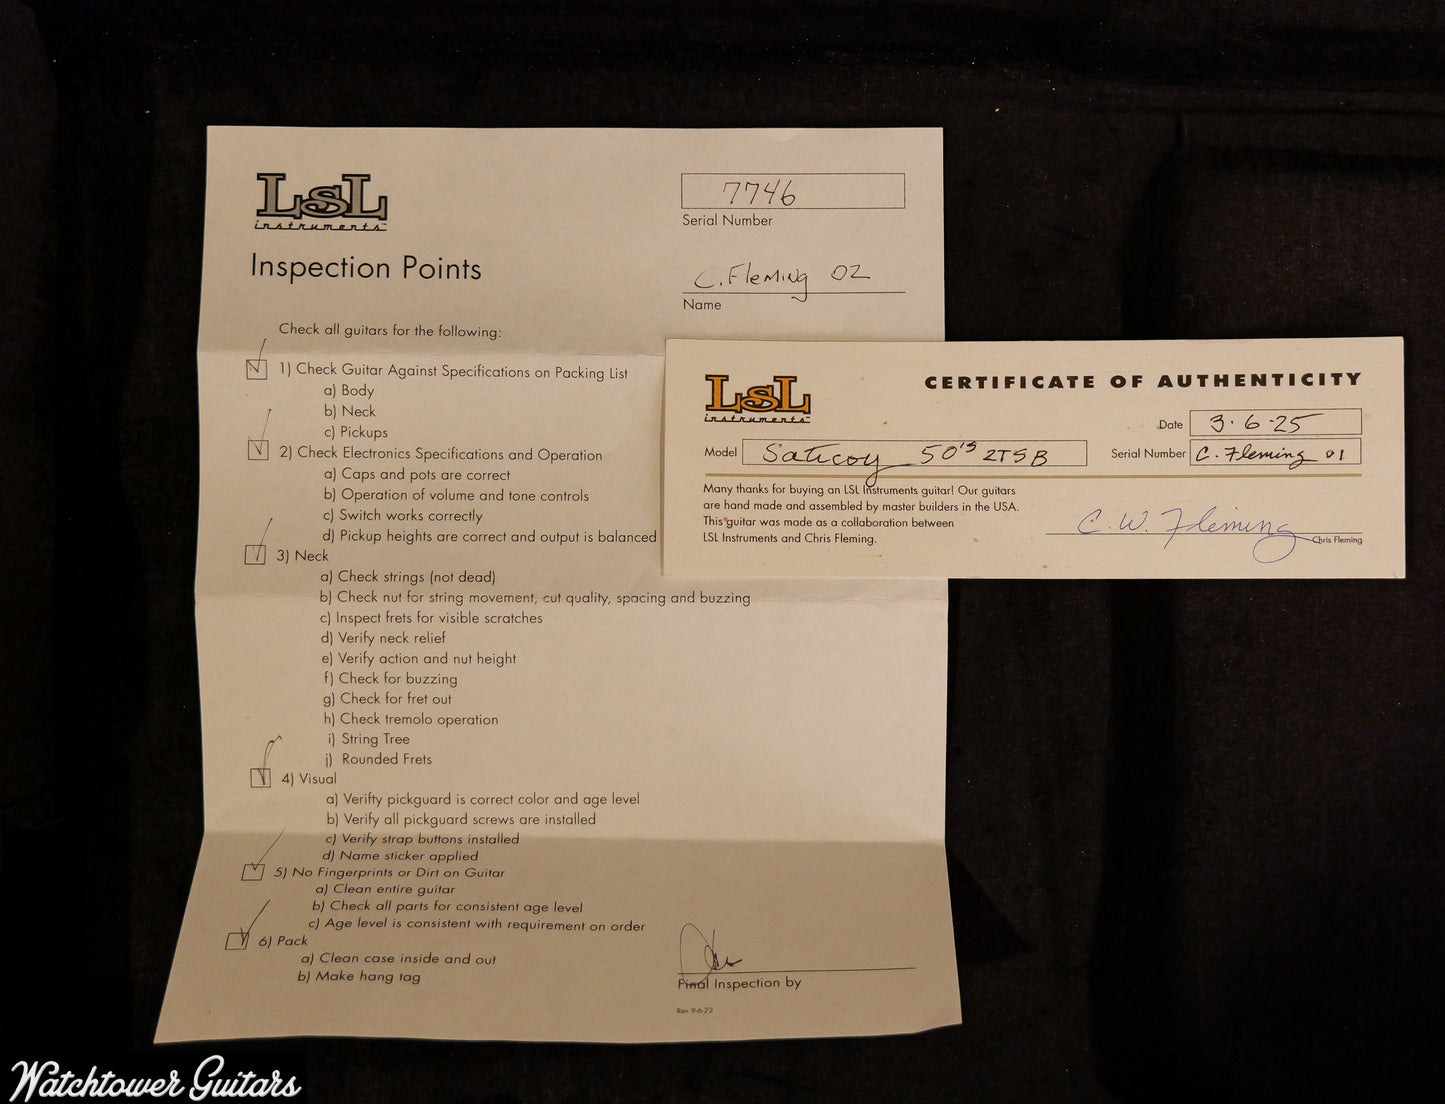 LsL
instruments™
Inspection Points
7746
Serial Number
C. Fleming 02
Name
Check all guitars for the following:
1) Check Guitar Against Specifications on Packing List
a) Body
b) Neck
c) Pickups
2) Check Electronics Specifications and Operation
a) Caps and pots are correct
b) Operation of volume and tone controls
c) Switch works correctly
d) Pickup heights are correct and output is balanced
3) Neck
a) Check strings (not dead)
b) Check nut for string movement, cut quality, spacing and buzzing
c) Inspect frets for visible scratches
d) Verify neck relief
e) Verify action and nut height
f) Check for buzzing
g) Check for fret out
h) Check tremolo operation
i) String Tree
j) Rounded Frets
4) Visual
a) Verifty pickguard is correct color and age level
b) Verify all pickguard screws are installed
c) Verify strap buttons installed
d) Name sticker applied
5) No Fingerprints or Dirt on Guitar
a) Clean entire guitar
b) Check all parts for consistent age level
c) Age level is consistent with requirement on order
6) Pack
a) Clean case inside and out
b) Make hang tag
Final Inspection by
Rev 9-6.22
LsL
instruments™
CERTIFICATE OF AUTHENTICITY
Date 3·6·25
Model Saticoy 50's 2TSB
Serial Number C. Fleming 01
Many thanks for buying an LSL Instruments guitar! Our guitars
are hand made and assembled by master builders in the USA.
This guitar was made as a collaboration between
LSL Instruments and Chris Fleming.
C. W. Fleming
Chris Fleming
Watchtower Guitars